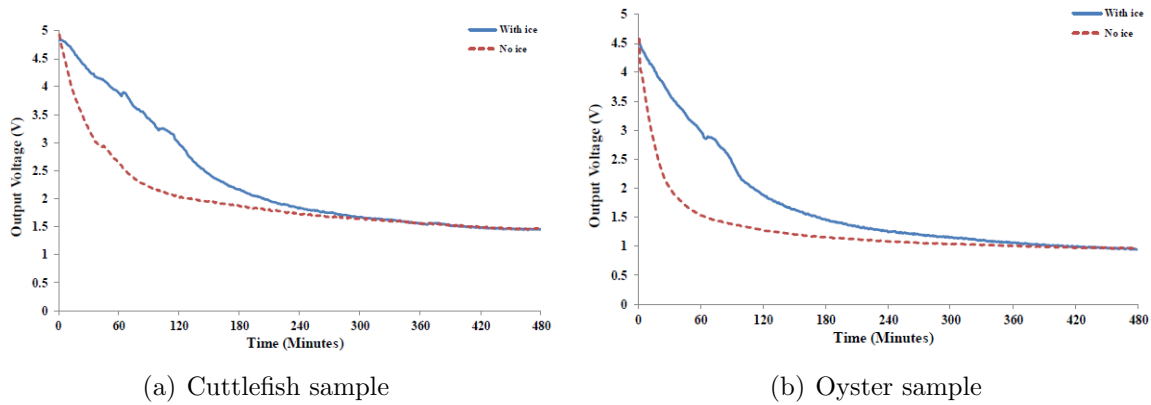 With ice
No ice
5
4.5
4
3.5
3
2.5
2
1.5
1
0.5
0
Output Voltage (V)
0 60 120 180 240 300 360 420 480
Time (Minutes)
(a) Cuttlefish sample
With ice
No ice
5
4.5
4
3.5
3
2.5
2
1.5
1
0.5
0
Output Voltage (V)
0 60 120 180 240 300 360 420 480
Time (Minutes)
(b) Oyster sample